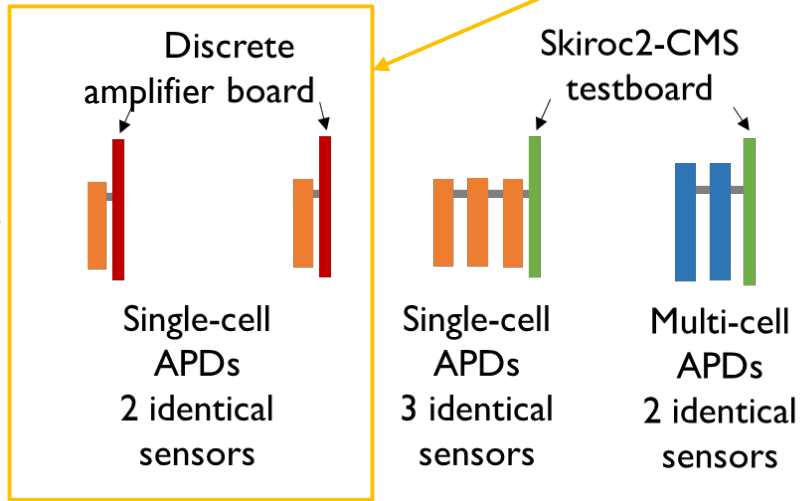 Discrete
amplifier board
Skiroc2-CMS
testboard
Single-cell
APDs
2 identical
sensors
Single-cell
APDs
3 identical
sensors
Multi-cell
APDs
2 identical
sensors